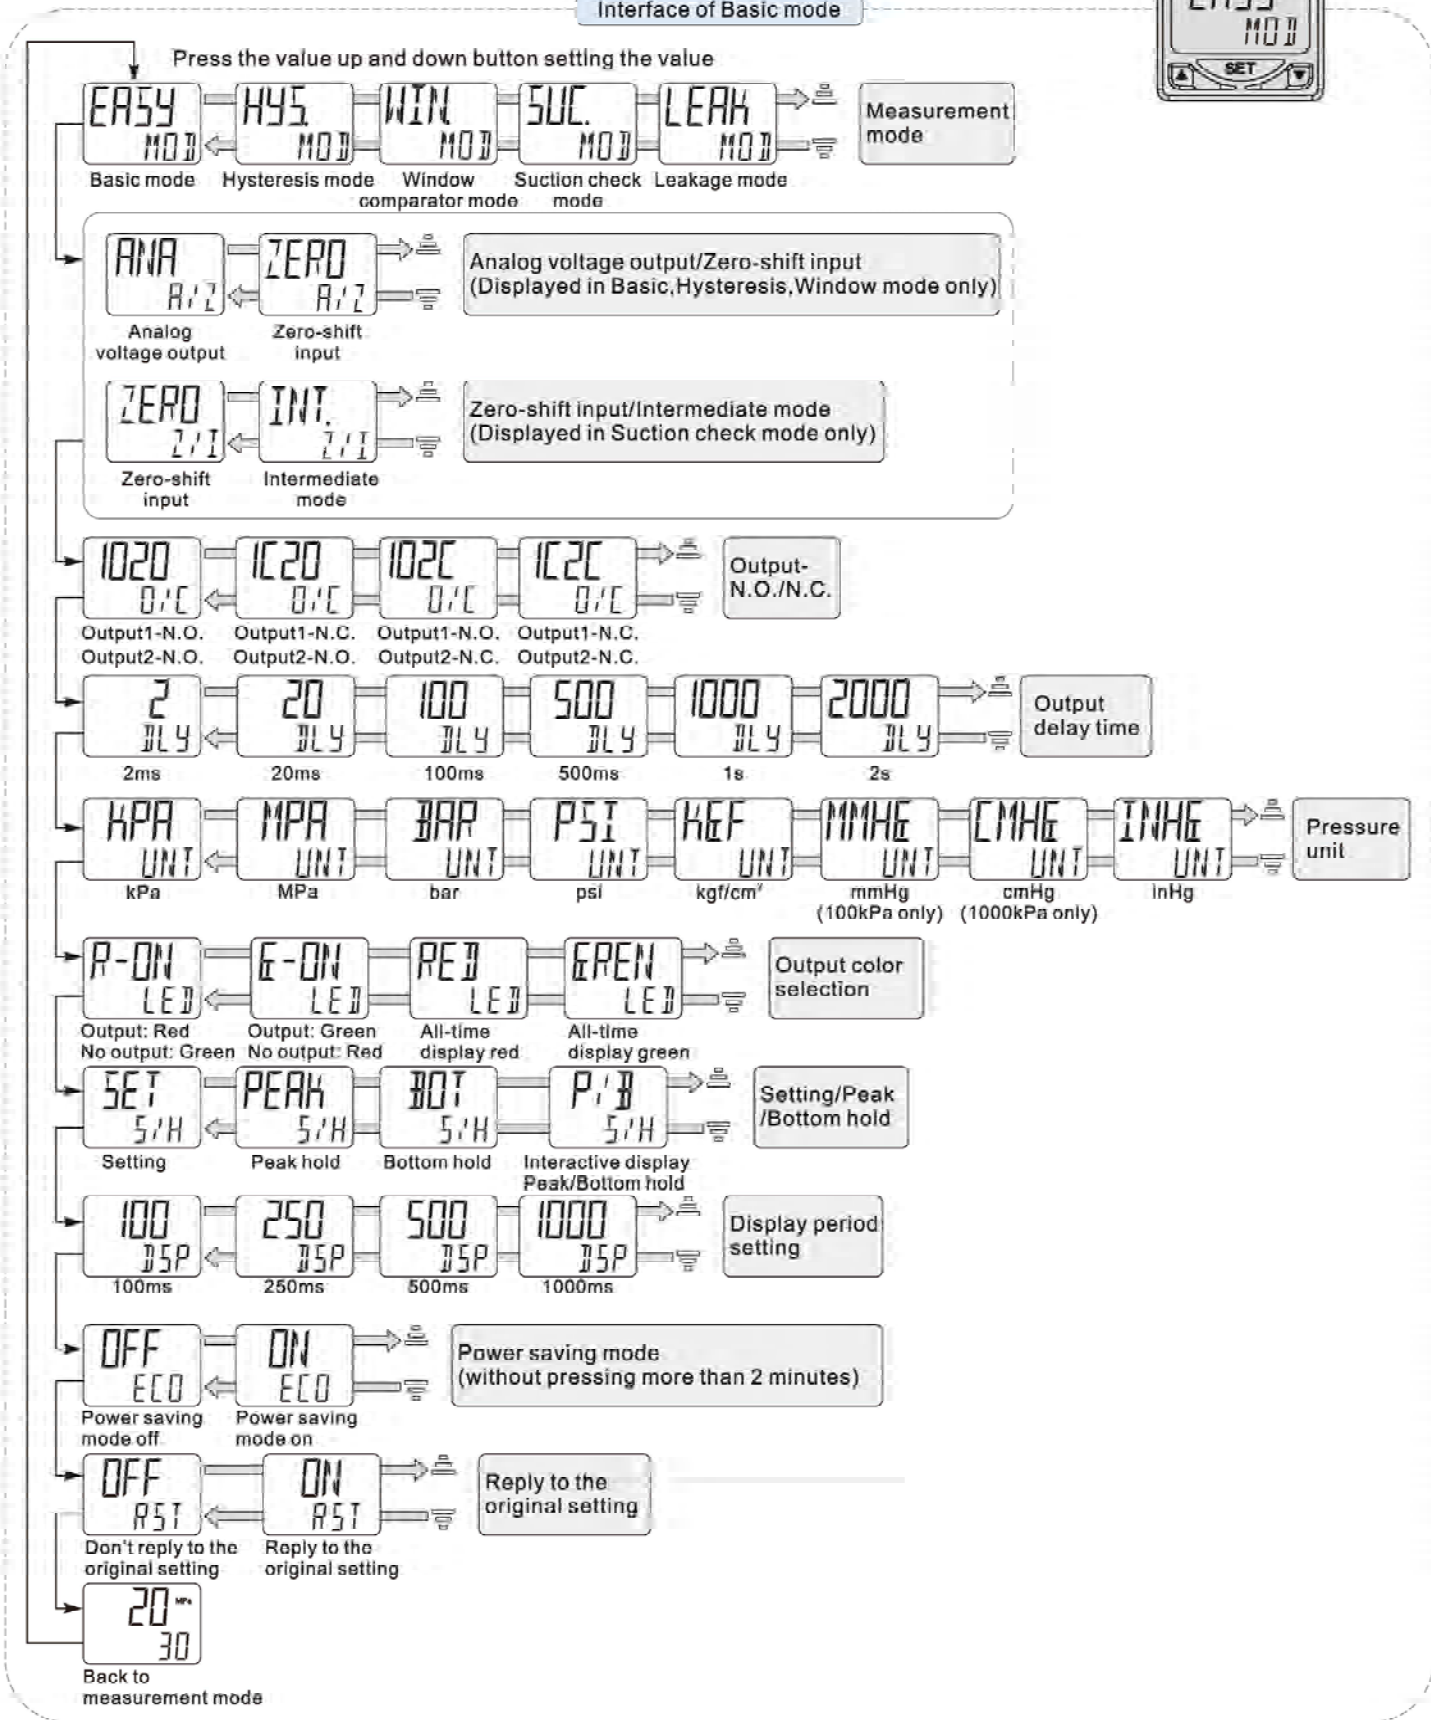 Interface of Basic mode
EASY
MOD
SET
Press the value up and down button setting the value
EASY HYS. WIN. SUC. LEAK
MOD MOD MOD MOD MOD
Measurement
mode
Basic mode Hysteresis mode Window Suction check Leakage mode
comparator mode mode
ANA ZERO
A/Z A/Z
Analog voltage output/Zero-shift input
(Displayed in Basic,Hysteresis,Window mode only)
Analog Zero-shift
voltage output input
ZERO INT.
Z/I Z/I
Zero-shift input/Intermediate mode
(Displayed in Suction check mode only)
Zero-shift Intermediate
input mode
1O2O 1C2O 1O2C 1C2C
O/C O/C O/C O/C
Output-
N.O./N.C.
Output1-N.O. Output1-N.C. Output1-N.O. Output1-N.C.
Output2-N.O. Output2-N.O. Output2-N.C. Output2-N.C.
2 20 100 500 1000 2000
DLY DLY DLY DLY DLY DLY
Output
delay time
2ms 20ms 100ms 500ms 1s 2s
KPA MPA BAR PSI KGF MMHG CMHG INHG
UNT UNT UNT UNT UNT UNT UNT UNT
Pressure
unit
kPa MPa bar psi kgf/cm² mmHg cmHg inHg
(100kPa only) (1000kPa only)
R-ON G-ON RED GREN
LED LED LED LED
Output color
selection
Output: Red Output: Green All-time All-time
No output: Green No output: Red display red display green
SET PEAK BOT P/B
S/H S/H S/H S/H
Setting/Peak
/Bottom hold
Setting Peak hold Bottom hold Interactive display
Peak/Bottom hold
100 250 500 1000
DSP DSP DSP DSP
Display period
setting
100ms 250ms 500ms 1000ms
OFF ON
ECO ECO
Power saving mode
(without pressing more than 2 minutes)
Power saving Power saving
mode off mode on
OFF ON
RST RST
Reply to the
original setting
Don't reply to the Reply to the
original setting original setting
20 MPa
30
Back to
measurement mode